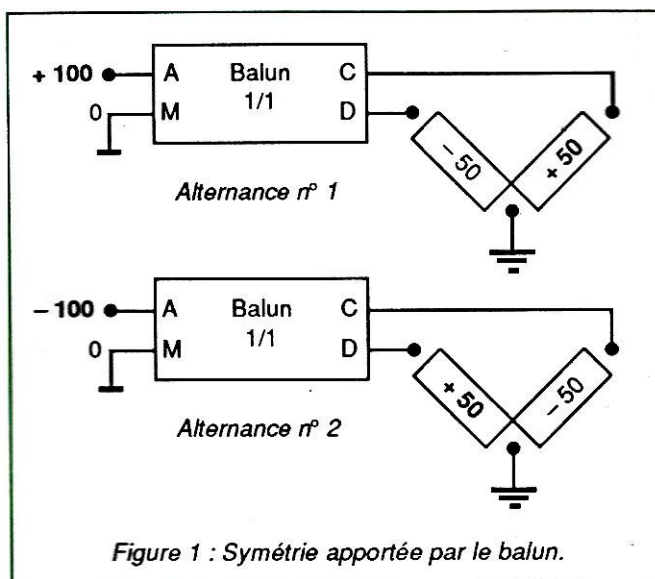 + 100 A Balun C
1/1
0 M D
- 50 + 50
Alternance n° 1
- 100 A Balun C
1/1
0 M D
+ 50 - 50
Alternance n° 2
Figure 1 : Symétrie apportée par le balun.